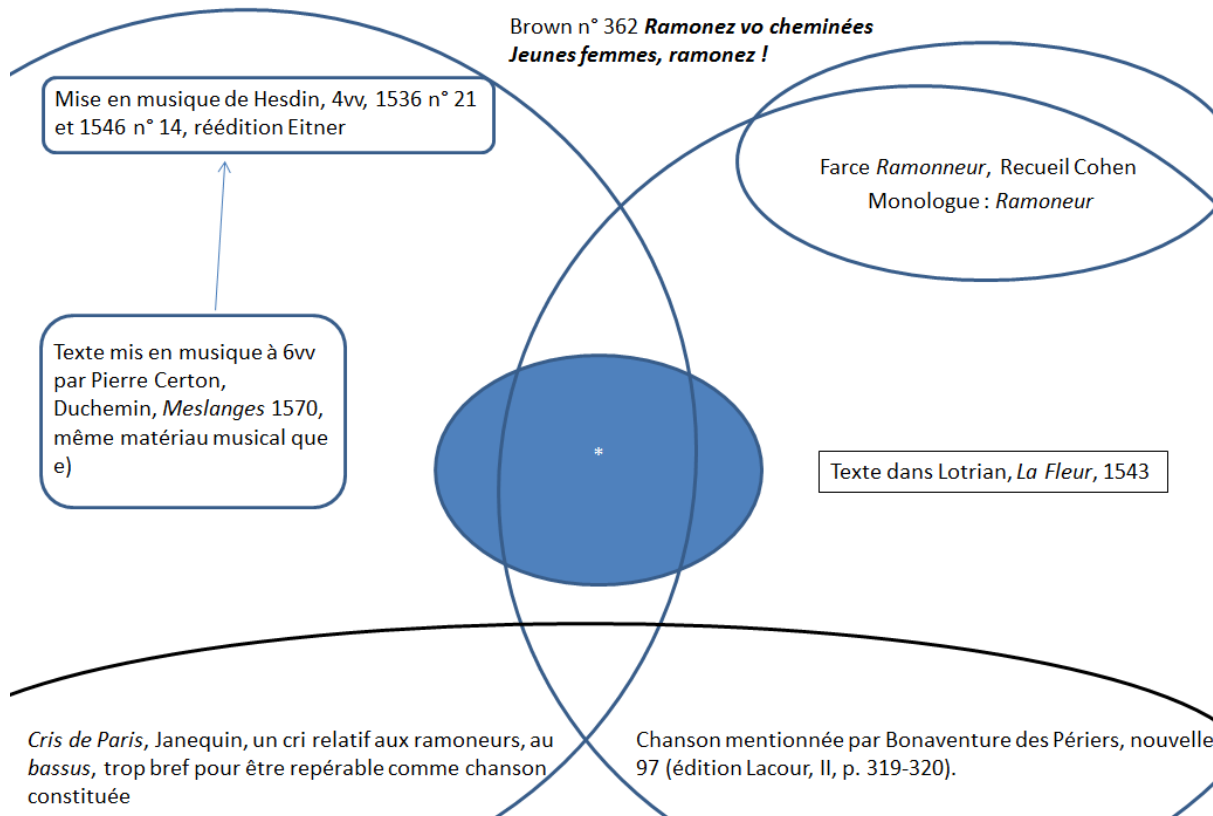 Brown n° 362 Ramonez vo cheminées
Jeunes femmes, ramonez !
Mise en musique de Hesdin, 4vv, 1536 n° 21
et 1546 n° 14, réédition Eitner
Farce Ramonneur, Recueil Cohen
Monologue : Ramoneur
Texte mis en musique à 6vv
par Pierre Certon,
Duchemin, Meslanges 1570,
même matériau musical que
e)
*
Texte dans Lotrian, La Fleur, 1543
Cris de Paris, Janequin, un cri relatif aux ramoneurs, au
bassus, trop bref pour être repérable comme chanson
constituée
Chanson mentionnée par Bonaventure des Périers, nouvelle
97 (édition Lacour, II, p. 319-320).